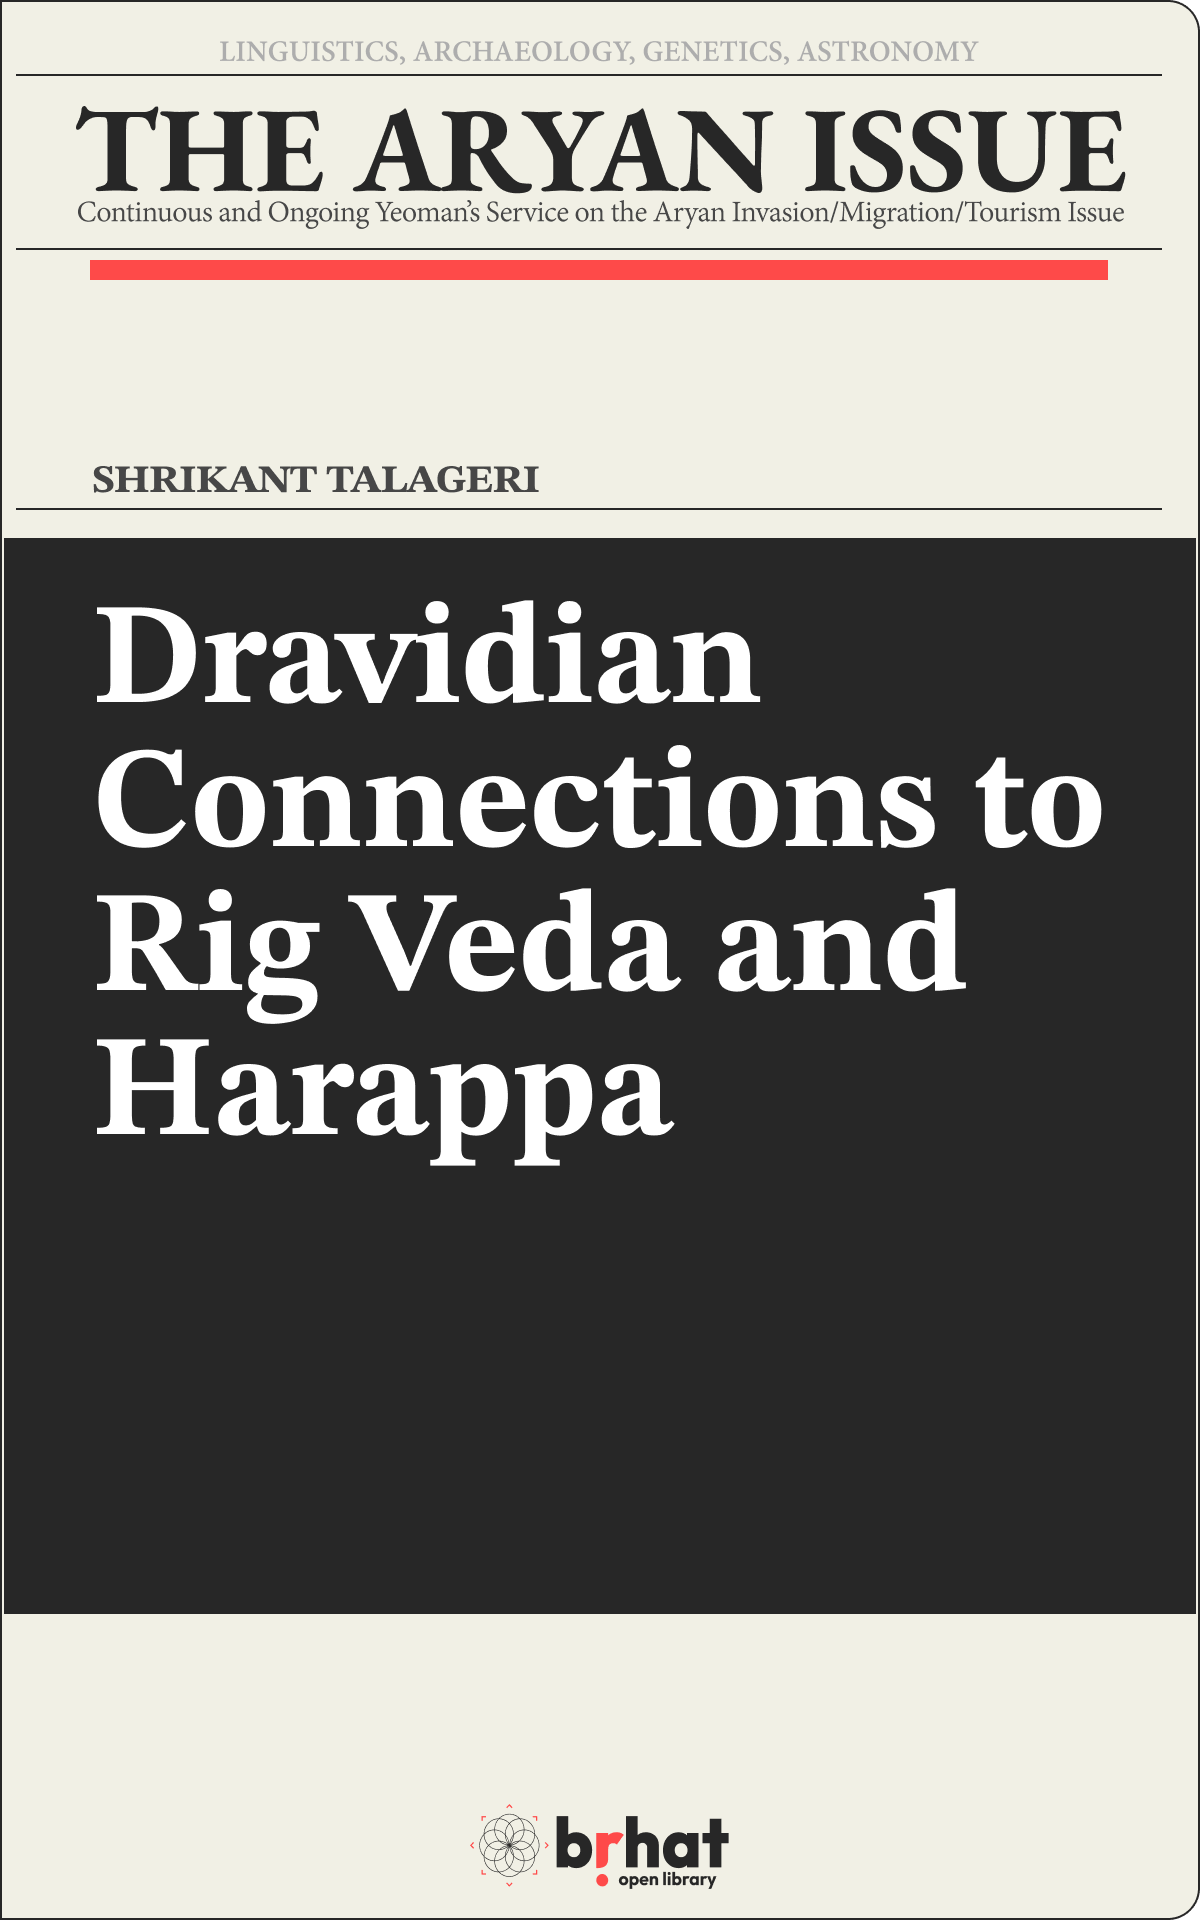 LINGUISTICS, ARCHAEOLOGY, GENETICS, ASTRONOMY
THE ARYAN ISSUE
Continuous and Ongoing Yeoman’s Service on the Aryan Invasion/Migration/Tourism Issue
SHRIKANT TALAGERI
Dravidian
Connections to
Rig Veda and
Harappa
bṛhat
open library